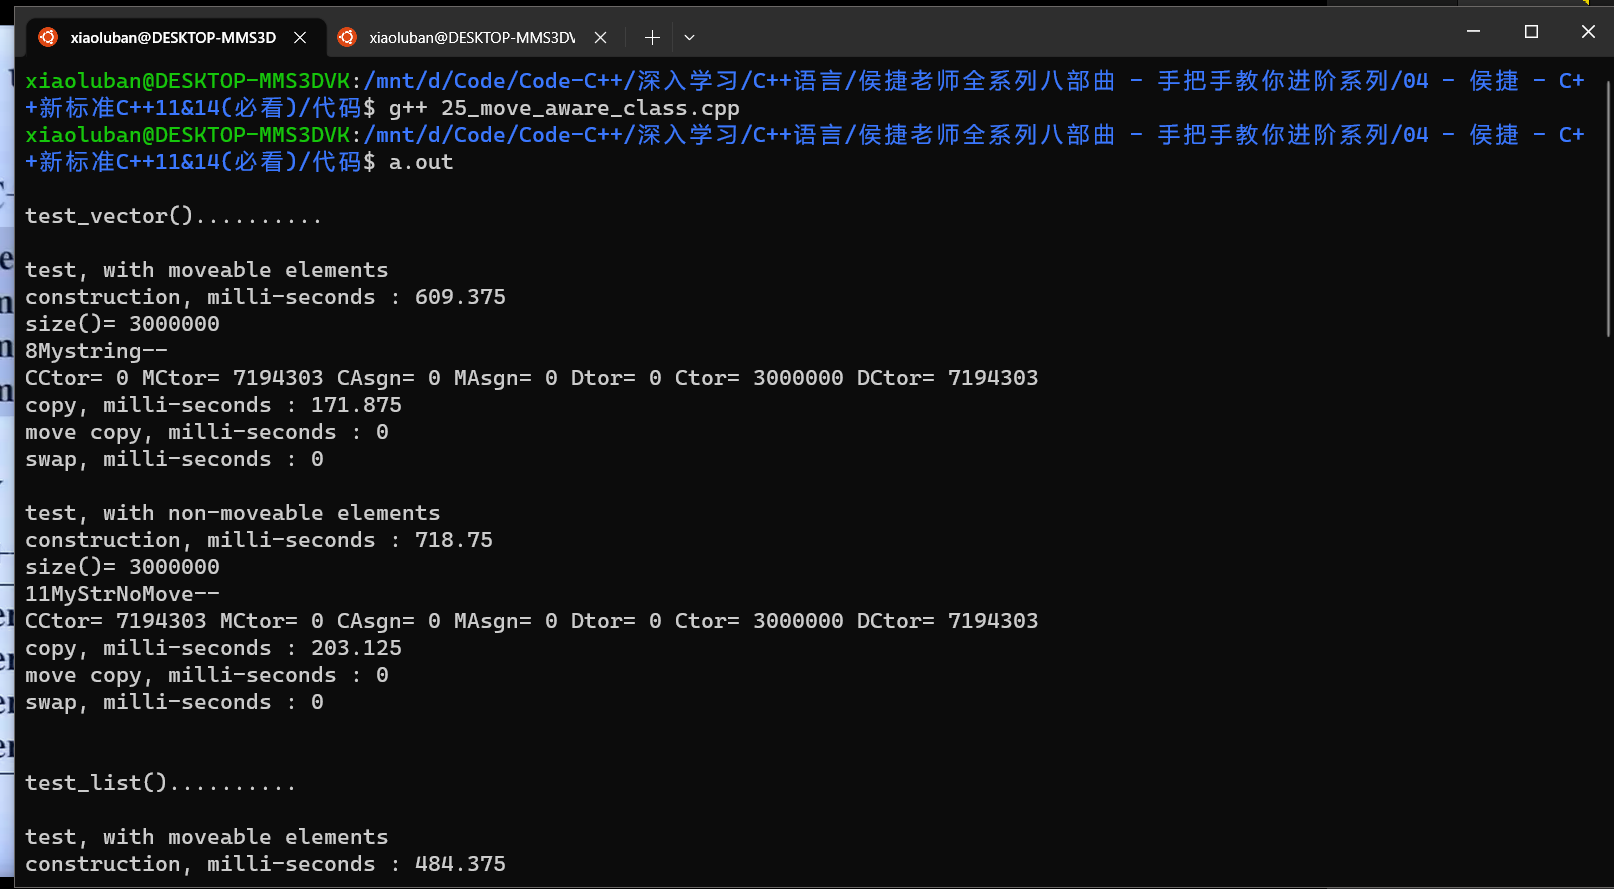 xiaoluban@DESKTOP-MMS3D
xiaoluban@DESKTOP-MMS3DV
xiaoluban@DESKTOP-MMS3DVK:/mnt/d/Code/Code-C++/深入学习/C++语言/侯捷老师全系列八部曲 - 手把手教你进阶系列/04 - 侯捷 - C+
+新标准C++11&14(必看)/代码$ g++ 25_move_aware_class.cpp
xiaoluban@DESKTOP-MMS3DVK:/mnt/d/Code/Code-C++/深入学习/C++语言/侯捷老师全系列八部曲 - 手把手教你进阶系列/04 - 侯捷 - C+
+新标准C++11&14(必看)/代码$ a.out
test_vector()..........
test, with moveable elements
construction, milli-seconds : 609.375
size()= 3000000
8Mystring--
CCtor= 0 MCtor= 7194303 CAsgn= 0 MAsgn= 0 Dtor= 0 Ctor= 3000000 DCtor= 7194303
copy, milli-seconds : 171.875
move copy, milli-seconds : 0
swap, milli-seconds : 0
test, with non-moveable elements
construction, milli-seconds : 718.75
size()= 3000000
11MyStrNoMove--
CCtor= 7194303 MCtor= 0 CAsgn= 0 MAsgn= 0 Dtor= 0 Ctor= 3000000 DCtor= 7194303
copy, milli-seconds : 203.125
move copy, milli-seconds : 0
swap, milli-seconds : 0
test_list()..........
test, with moveable elements
construction, milli-seconds : 484.375